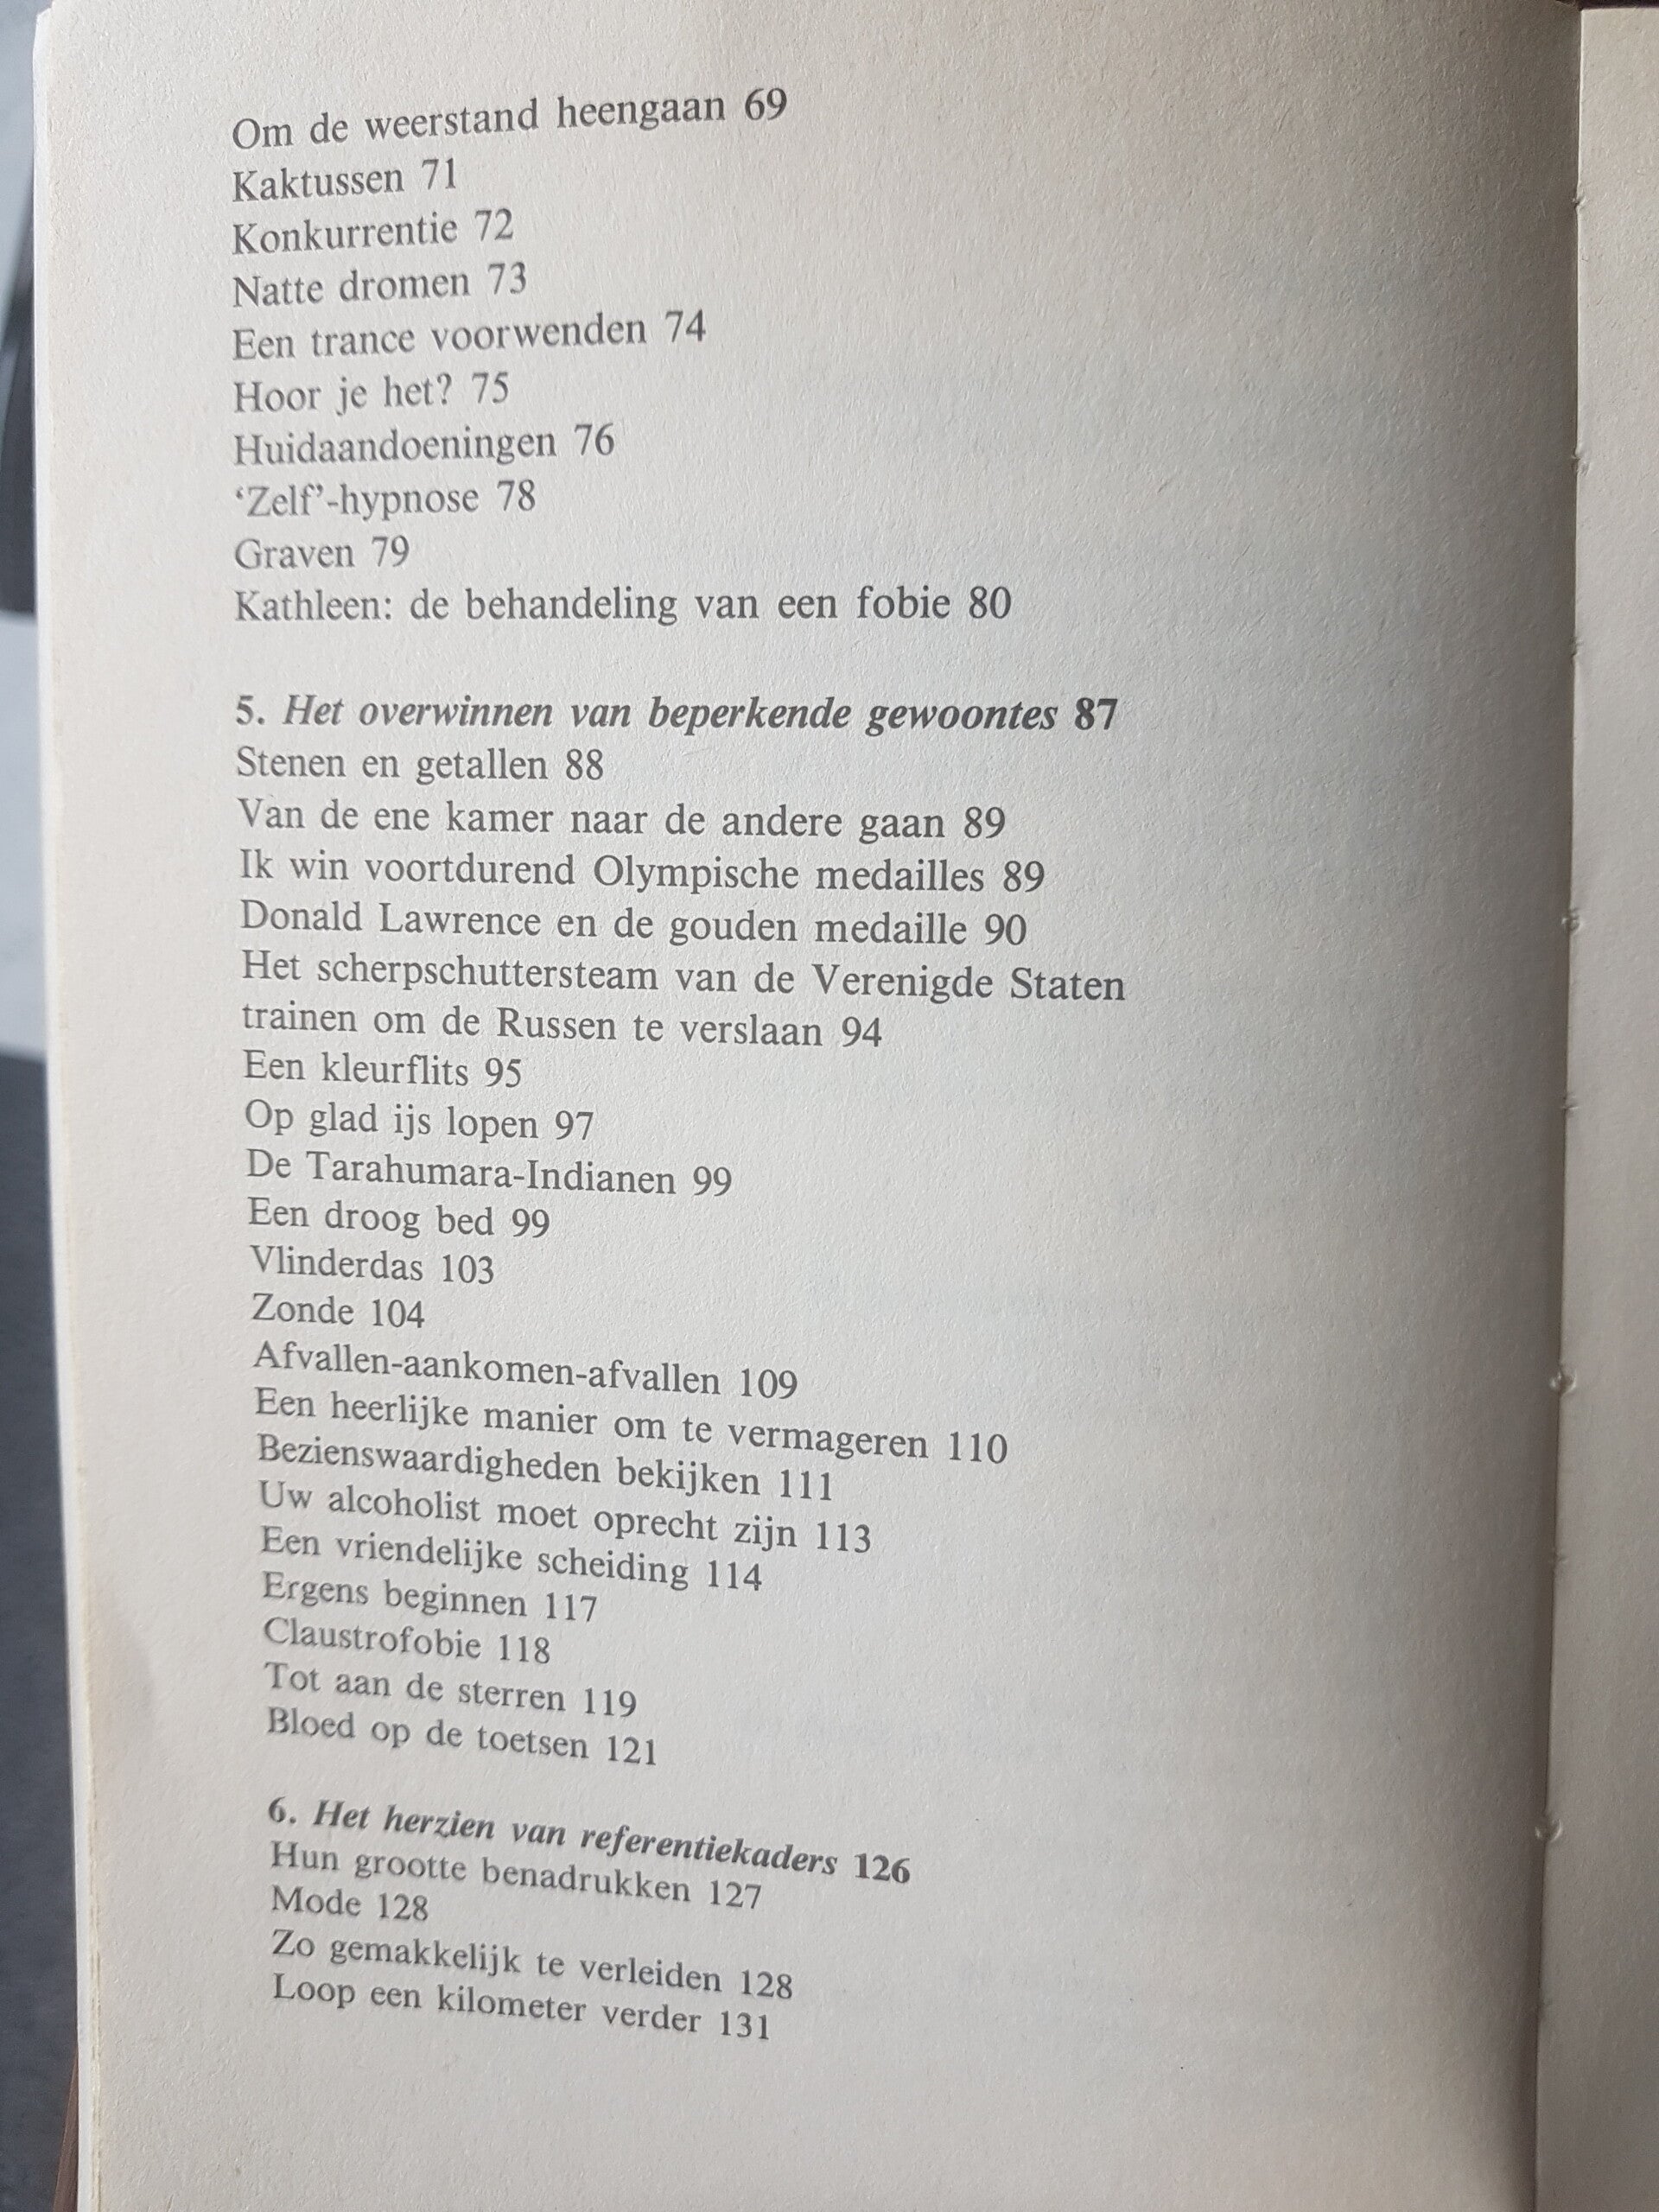 Om de weerstand heengaan 69
Kaktussen 71
Konkurrentie 72
Natte dromen 73
Een trance voorwenden 74
Hoor je het? 75
Huidaandoeningen 76
‘Zelf’-hypnose 78
Graven 79
Kathleen: de behandeling van een fobie 80
5. Het overwinnen van beperkende gewoontes 87
Stenen en getallen 88
Van de ene kamer naar de andere gaan 89
Ik win voortdurend Olympische medailles 89
Donald Lawrence en de gouden medaille 90
Het scherpschuttersteam van de Verenigde Staten
trainen om de Russen te verslaan 94
Een kleurflits 95
Op glad ijs lopen 97
De Tarahumara-Indianen 99
Een droog bed 99
Vlinderdas 103
Zonde 104
Afvallen-aankomen-afvallen 109
Een heerlijke manier om te vermageren 110
Bezienswaardigheden bekijken 111
Uw alcoholist moet oprecht zijn 113
Een vriendelijke scheiding 114
Ergens beginnen 117
Claustrofobie 118
Tot aan de sterren 119
Bloed op de toetsen 121
6. Het herzien van referentiekaders 126
Hun grootte benadrukken 127
Mode 128
Zo gemakkelijk te verleiden 128
Loop een kilometer verder 131